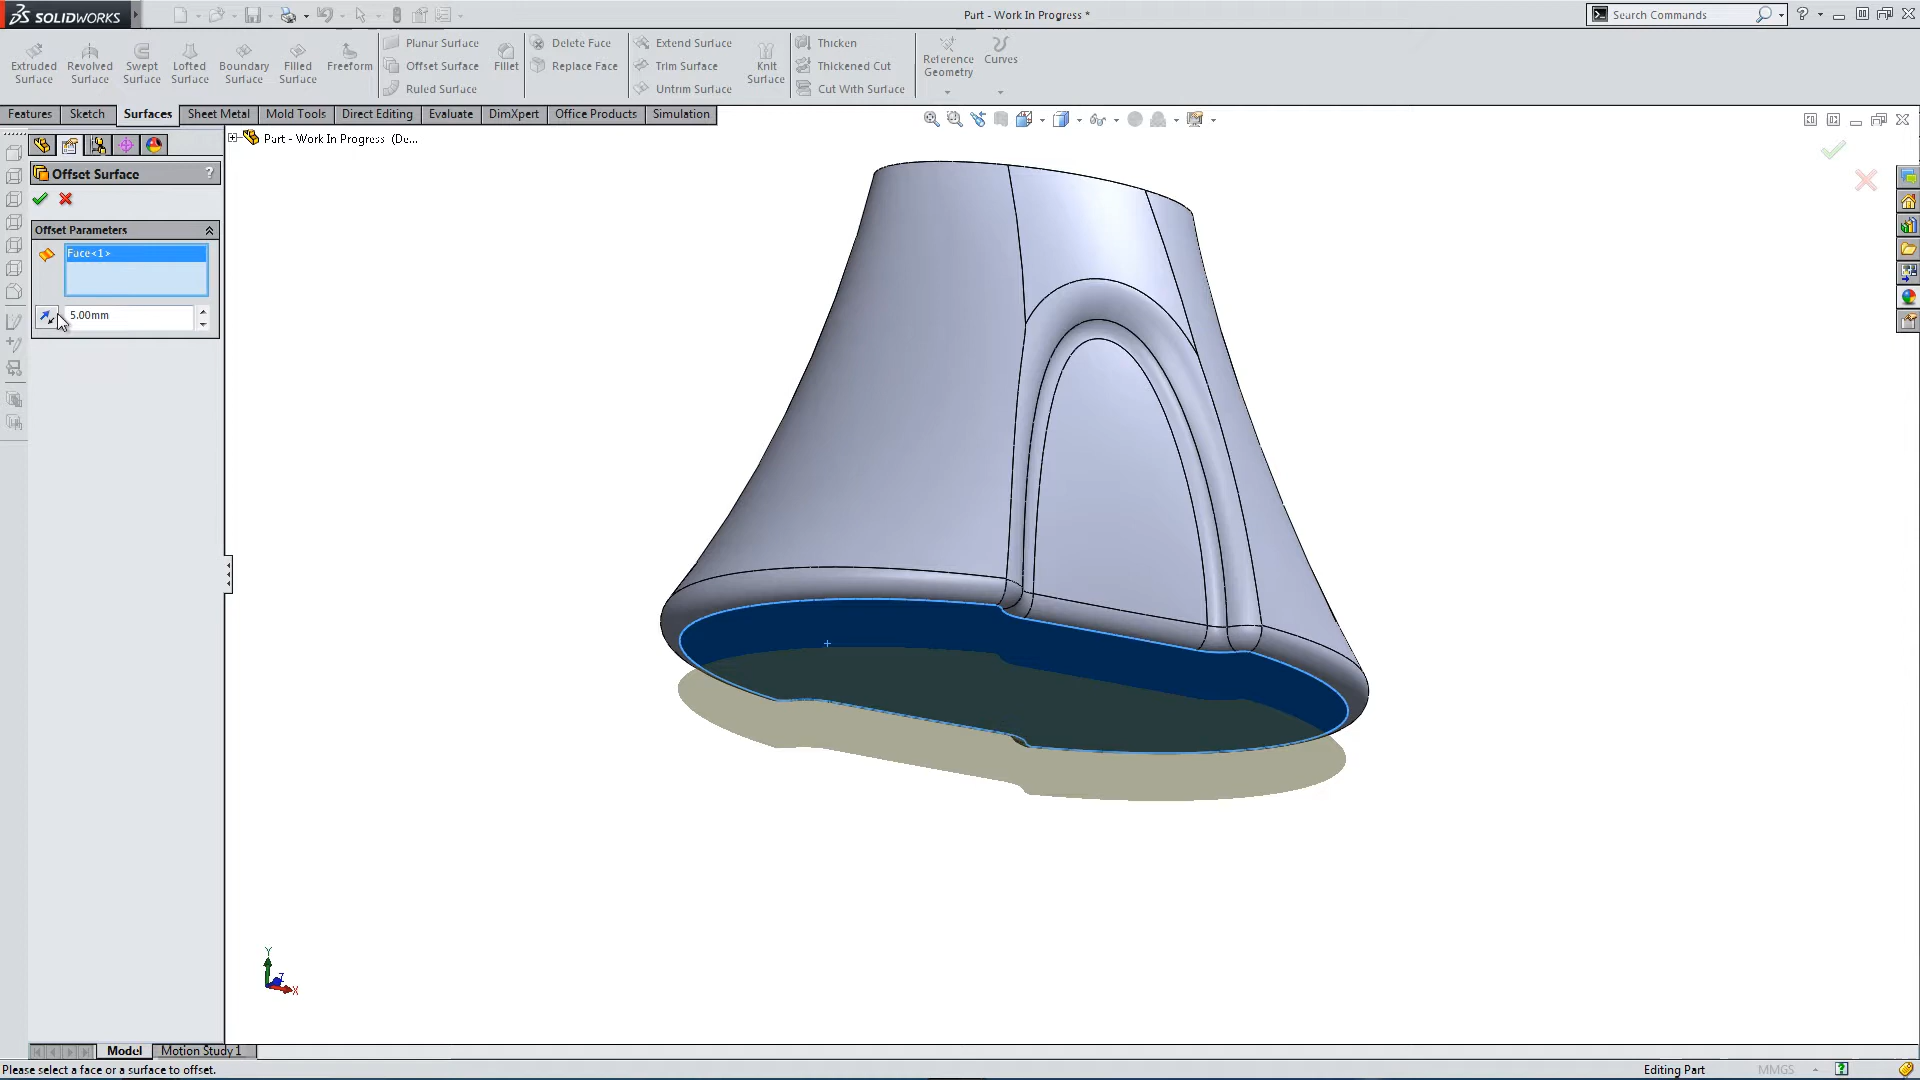 SOLIDWORKS
Part - Work In Progress *
Search Commands
Extruded Surface
Revolved Surface
Swept Surface
Lofted Surface
Boundary Surface
Filled Surface
Freeform
Planar Surface
Offset Surface
Ruled Surface
Fillet
Delete Face
Replace Face
Extend Surface
Trim Surface
Untrim Surface
Knit Surface
Thicken
Thickened Cut
Cut With Surface
Reference Geometry
Curves
Features
Sketch
Surfaces
Sheet Metal
Mold Tools
Direct Editing
Evaluate
DimXpert
Office Products
Simulation
Part - Work In Progress (De...
Offset Surface
?
Offset Parameters
Face<1>
5.00mm
Y
Z
X
Model
Motion Study 1
Please select a face or a surface to offset.
Editing Part
MMGS